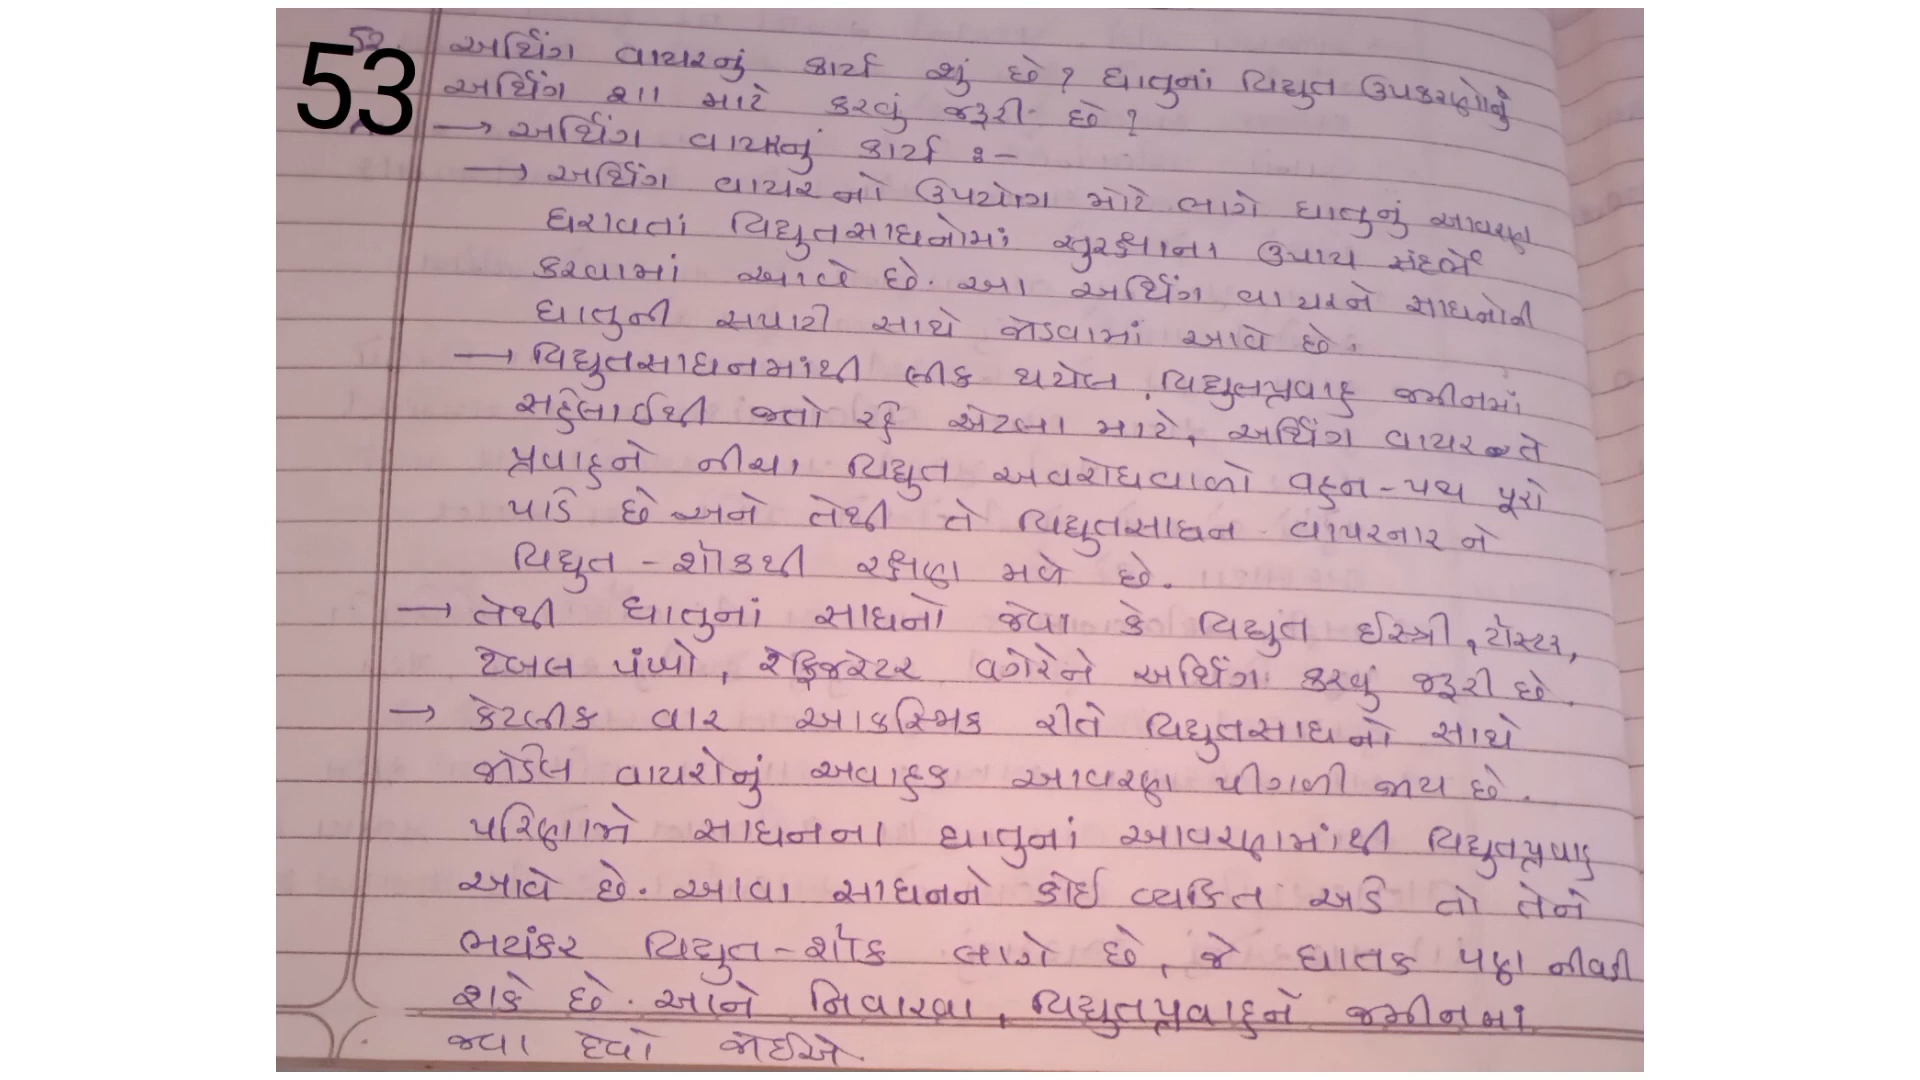 53
અર્થિંગ વાયરનું કાર્ય શું છે? ધાતુનાં વિદ્યુત ઉપકરણોનું
અર્થિંગ શા માટે કરવું જરૂરી છે?
→ અર્થિંગ વાયરનું કાર્ય :-
→ અર્થિંગ વાયરનો ઉપયોગ મોટે ભાગે ધાતુનું આવરણ
ધરાવતાં વિદ્યુતસાધનોમાં સુરક્ષાના ઉપાય સંદર્ભે
કરવામાં આવે છે. આ અર્થિંગ વાયરને સાધનોની
ધાતુની સપાટી સાથે જોડવામાં આવે છે.
→ વિદ્યુતસાધનમાંથી લીક થયેલ વિદ્યુતપ્રવાહ જમીનમાં
સહેલાઈથી જતો રહે એટલા માટે, અર્થિંગ વાયર તે
પ્રવાહને નીચા વિદ્યુત અવરોધવાળો વહન-પથ પૂરો
પાડે છે અને તેથી તે વિદ્યુતસાધન વાપરનાર ને
વિદ્યુત - શૉકથી રક્ષણ મળે છે.
→ તેથી ધાતુનાં સાધનો જેવા કે વિદ્યુત ઈસ્ત્રી, ટોસ્ટર,
ટેબલ પંખો, રેફ્રિજરેટર વગેરેને અર્થિંગ કરવું જરૂરી છે.
→ કેટલીક વાર આકસ્મિક રીતે વિદ્યુતસાધનો સાથે
જોડેલ વાયરોનું અવાહક આવરણ પીગળી જાય છે.
પરિણામે સાધનના ધાતુનાં આવરણમાંથી વિદ્યુતપ્રવાહ
આવે છે. આવા સાધનને કોઈ વ્યકિત અડે તો તેને
ભયંકર વિદ્યુત-શૉક લાગે છે, જે ઘાતક પણ નીવડી
શકે છે. આને નિવારવા, વિદ્યુતપ્રવાહને જમીનમાં
જવા દેવો જોઈએ.